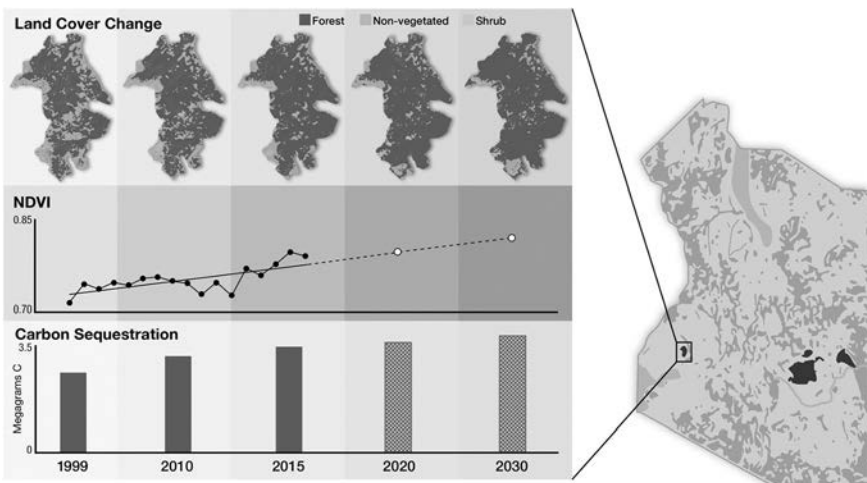 Land Cover Change
Forest Non-vegetated Shrub
NDVI
0.85
0.70
Carbon Sequestration
3.5
Megagrams C
0
1999 2010 2015 2020 2030